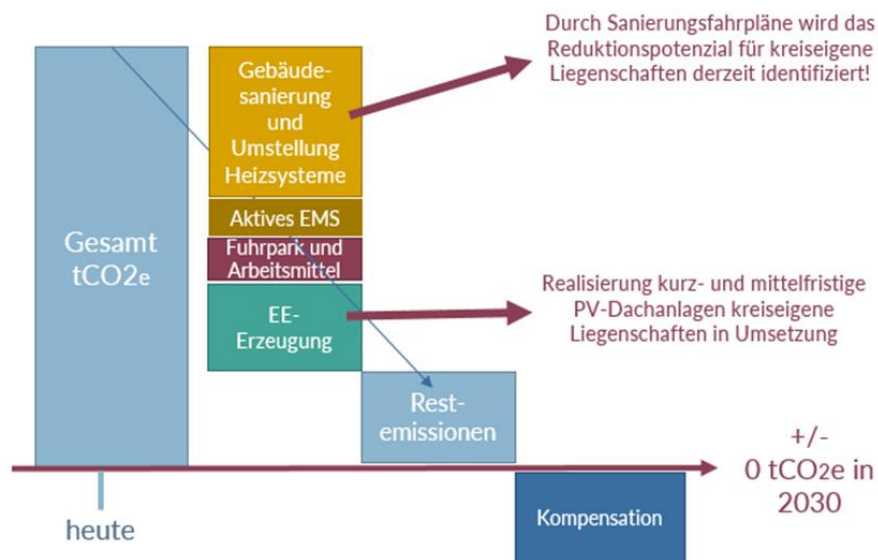 Durch Sanierungsfahrpläne wird das
Reduktionspotenzial für kreiseigene
Liegenschaften derzeit identifiziert!
Gebäude-
sanierung
und
Umstellung
Heizsysteme
Aktives EMS
Fuhrpark und
Arbeitsmittel
EE-
Erzeugung
Gesamt
tCO2e
Realisierung kurz- und mittelfristige
PV-Dachanlagen kreiseigene
Liegenschaften in Umsetzung
Rest-
emissionen
+/-
0 tCO2e in
2030
heute
Kompensation